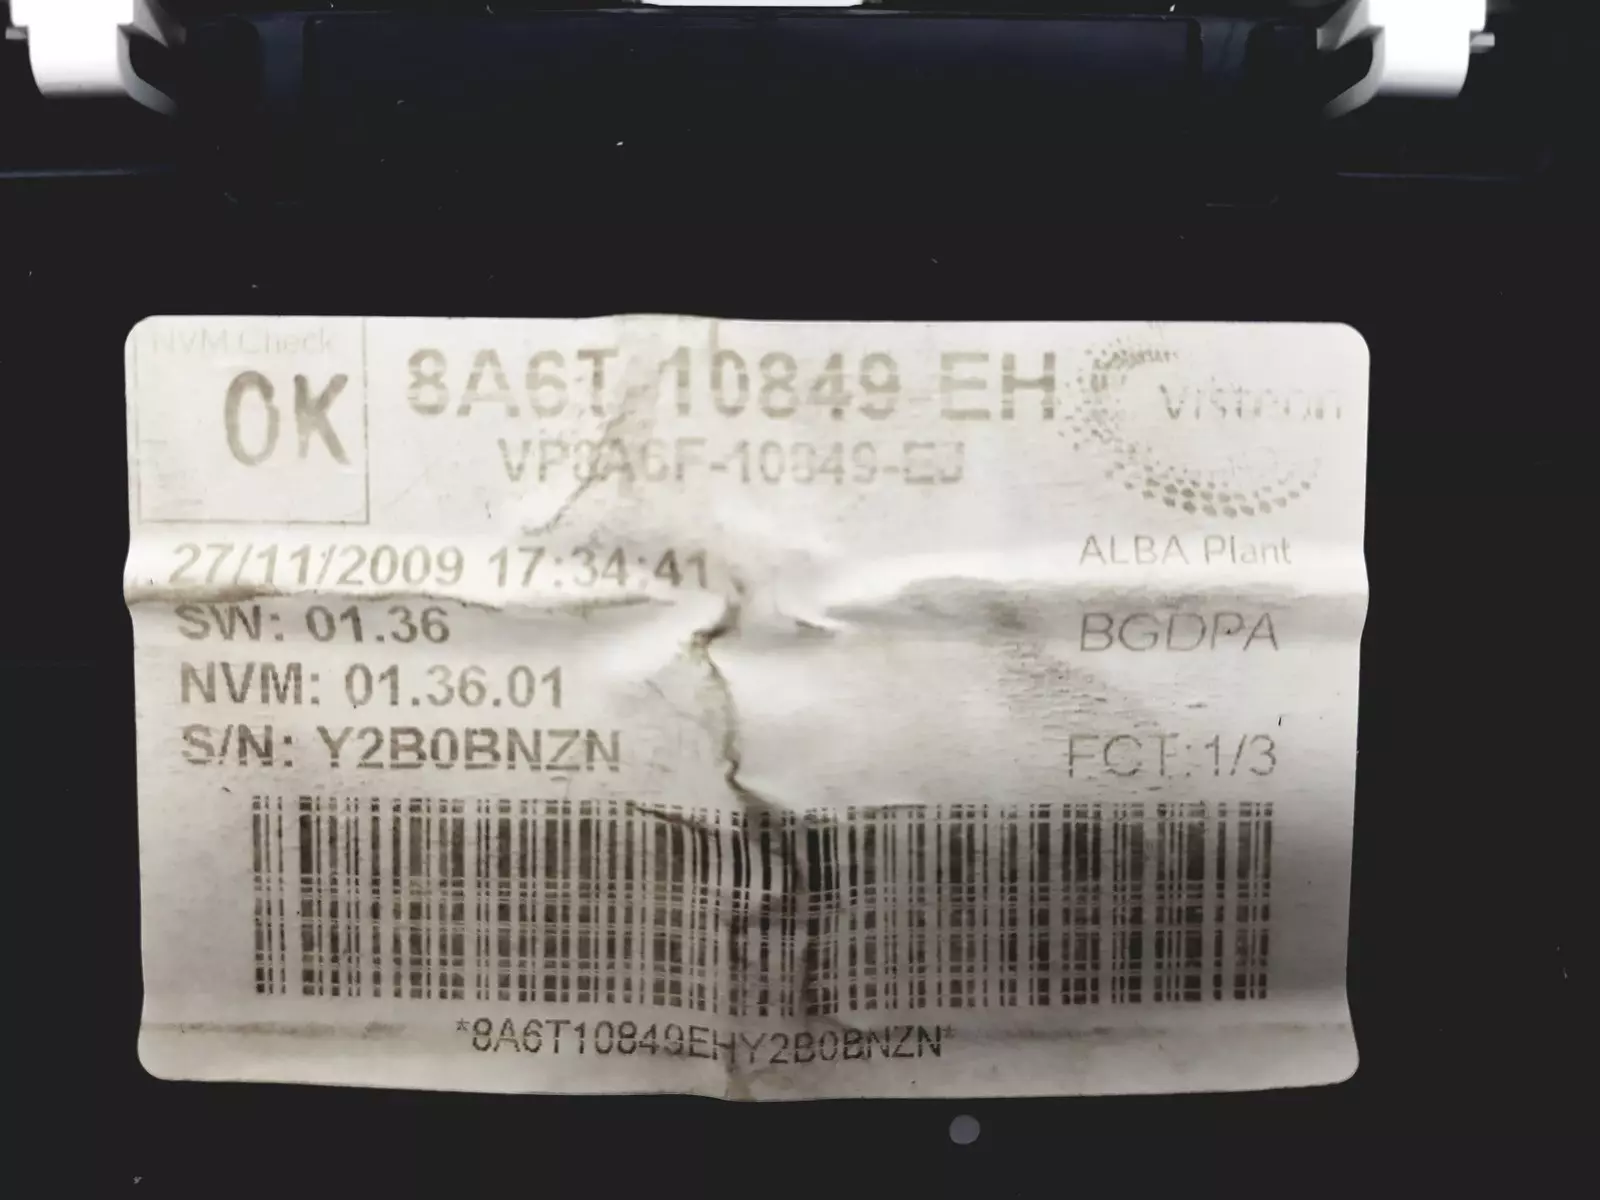 NVM Check
OK
8A6T-10849-EH
VP8A6F-10849-EJ
Visteon
27/11/2009 17:34:41
ALBA Plant
SW: 01.36
BGDPA
NVM: 01.36.01
S/N: Y2B0BNZN
FCT:1/3
*8A6T10849EHY2B0BNZN*